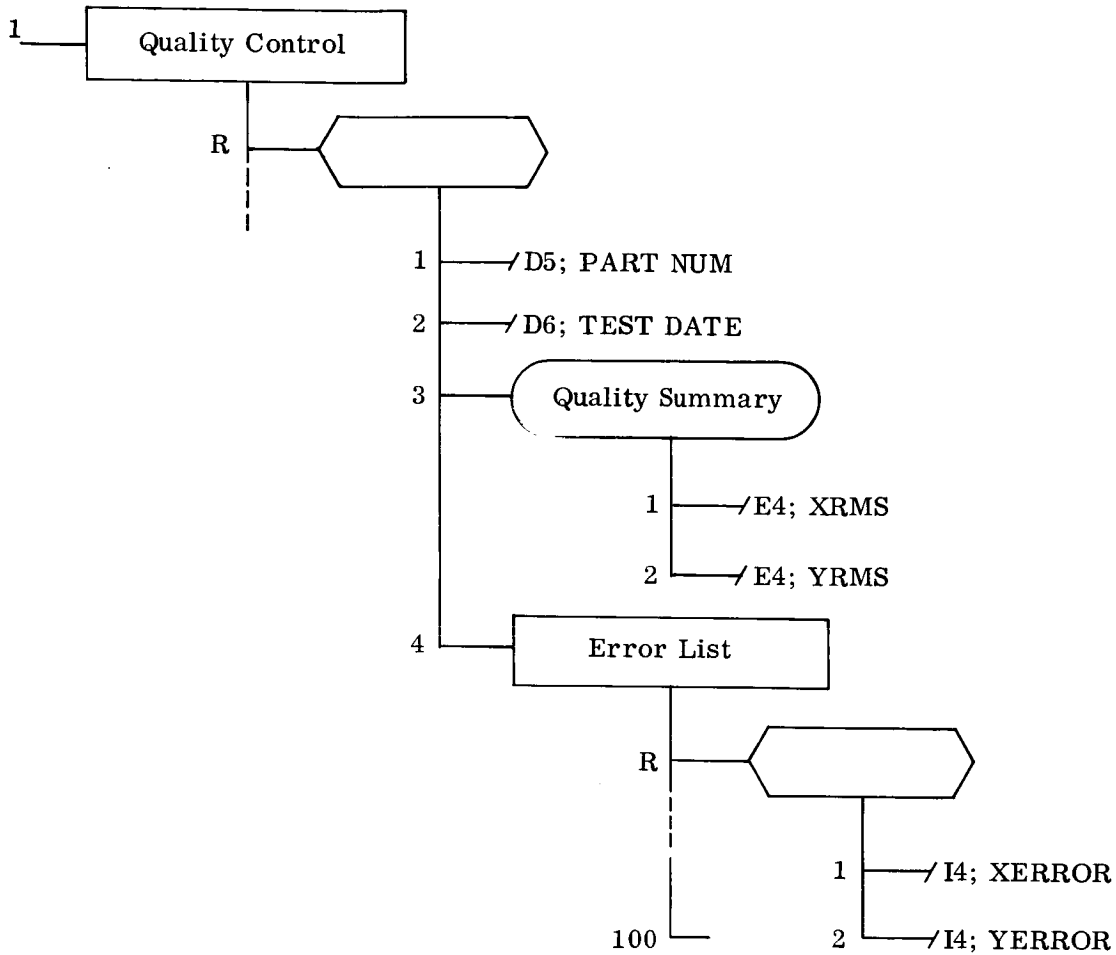 1 Quality Control
R
1 D5; PART NUM
2 D6; TEST DATE
3 Quality Summary
1 E4; XRMS
2 E4; YRMS
4 Error List
R
1 I4; XERROR
100 2 I4; YERROR